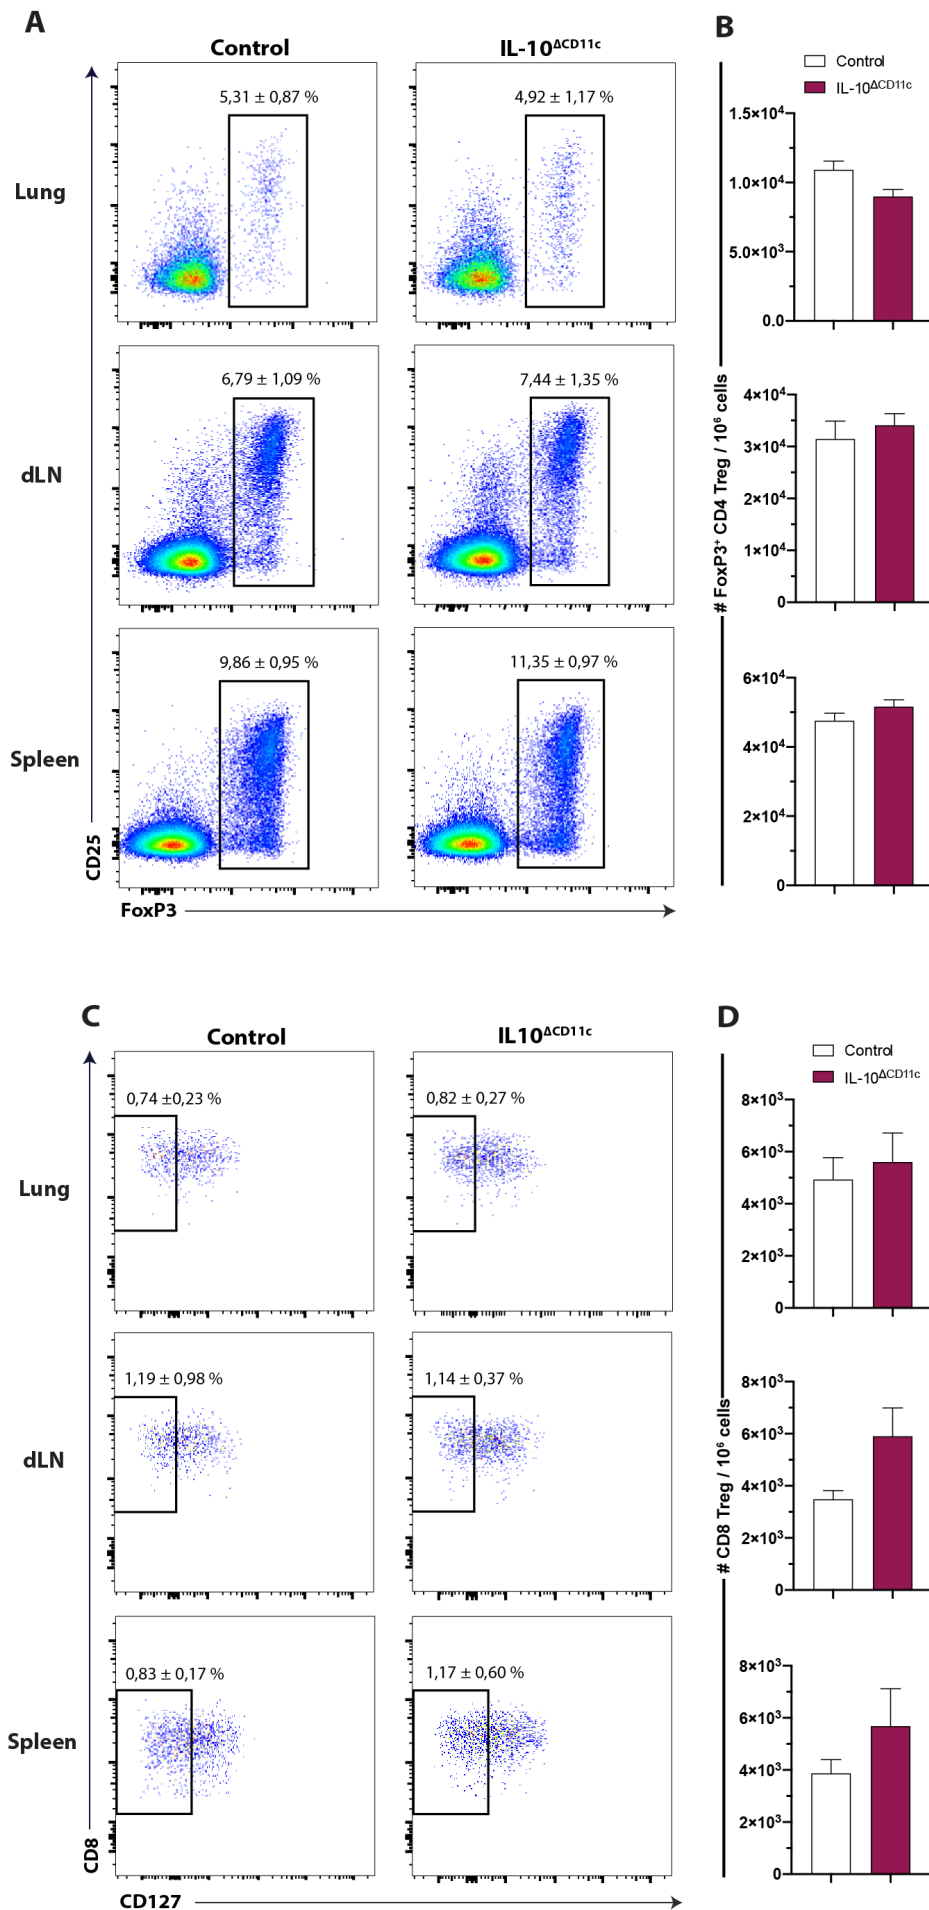 A
Control
IL-10ΔCD11c
Lung
5,31 ± 0,87 %
4,92 ± 1,17 %
dLN
6,79 ± 1,09 %
7,44 ± 1,35 %
Spleen
9,86 ± 0,95 %
11,35 ± 0,97 %
CD25
FoxP3
B
Control
IL-10ΔCD11c
# FoxP3+ CD4 Treg / 10⁶ cells
1.5×10⁴
1.0×10⁴
5.0×10³
0.0
4×10⁴
3×10⁴
2×10⁴
1×10⁴
0
6×10⁴
4×10⁴
2×10⁴
0
C
Control
IL10ΔCD11c
Lung
0,74 ±0,23 %
0,82 ± 0,27 %
dLN
1,19 ± 0,98 %
1,14 ± 0,37 %
Spleen
0,83 ± 0,17 %
1,17 ± 0,60 %
CD8
CD127
D
Control
IL-10ΔCD11c
# CD8 Treg / 10⁶ cells
8×10³
6×10³
4×10³
2×10³
0
8×10³
6×10³
4×10³
2×10³
0
8×10³
6×10³
4×10³
2×10³
0